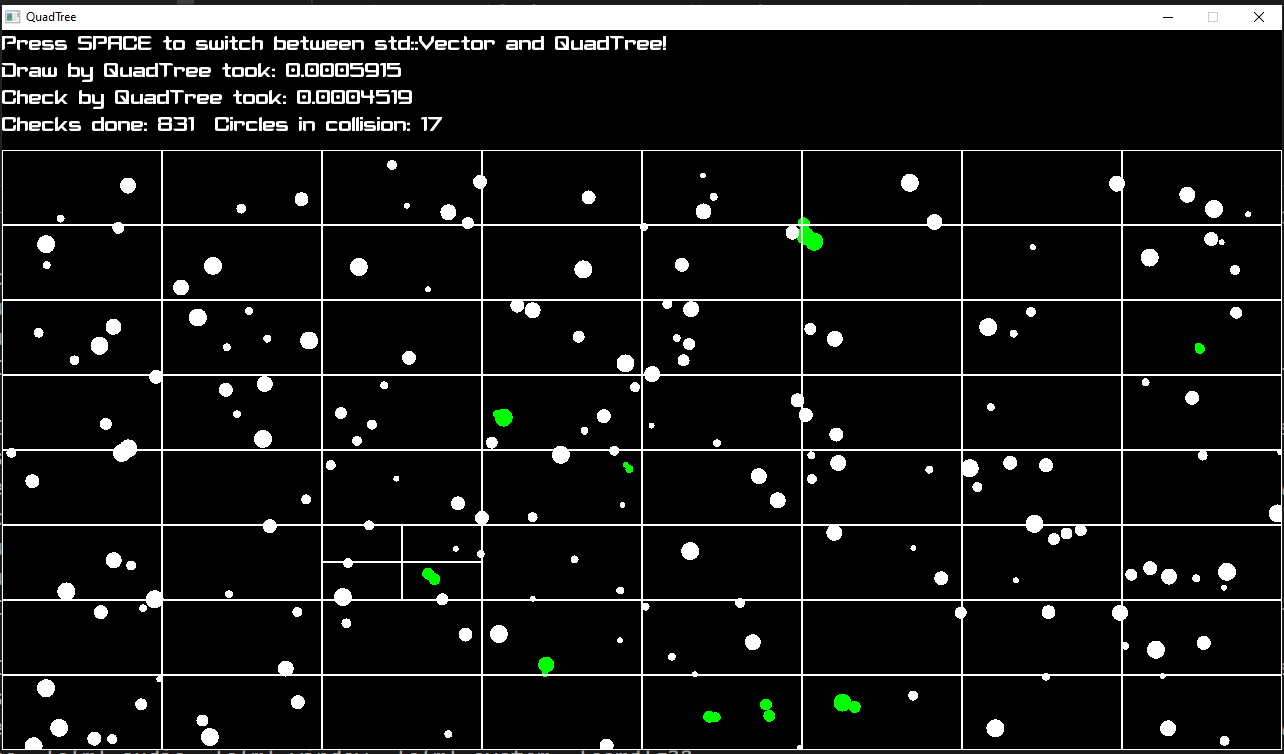 QuadTree
Press SPACE to switch between std::Vector and QuadTree!
Draw by QuadTree took: 0.0005915
Check by QuadTree took: 0.0004519
Checks done: 831  Circles in collision: 17